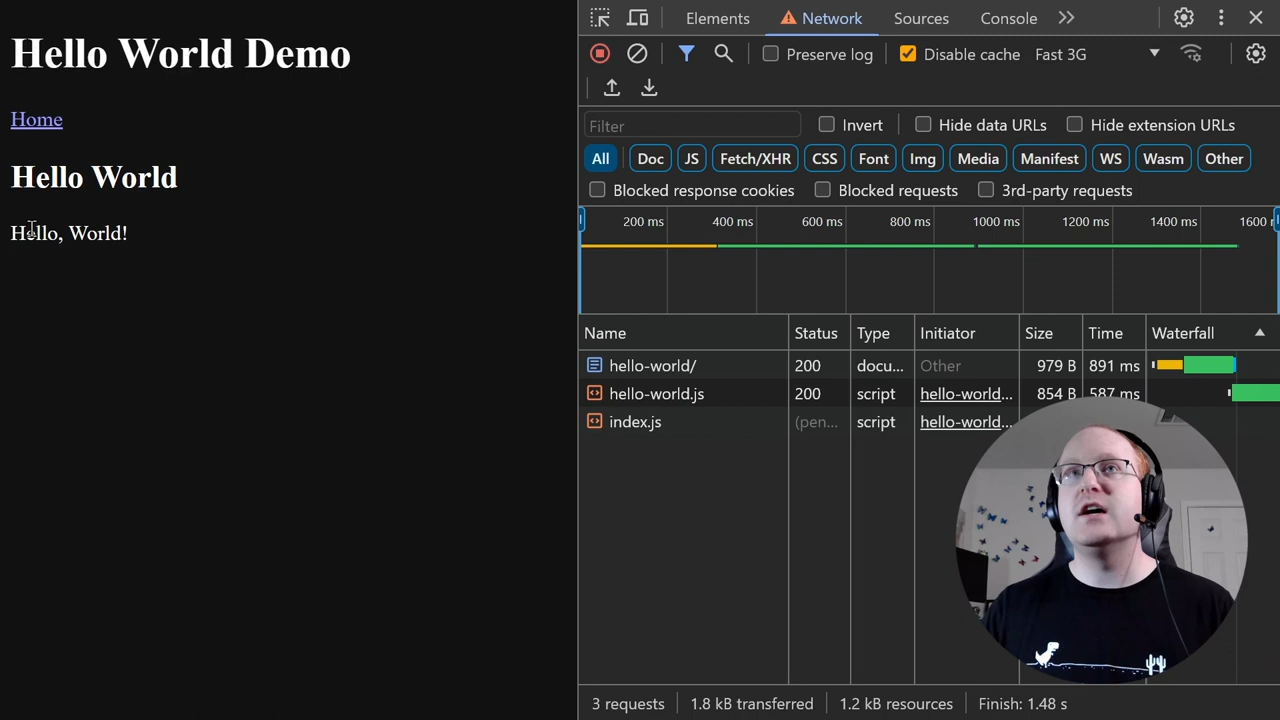 Hello World Demo
Home
Hello World
Hello, World!
Elements Network Sources Console
Preserve log Disable cache Fast 3G
Filter Invert Hide data URLs Hide extension URLs
All Doc JS Fetch/XHR CSS Font Img Media Manifest WS Wasm Other
Blocked response cookies Blocked requests 3rd-party requests
200 ms 400 ms 600 ms 800 ms 1000 ms 1200 ms 1400 ms 1600 r
Name Status Type Initiator Size Time Waterfall
hello-world/ 200 docu... Other 979 B 891 ms
hello-world.js 200 script hello-world... 854 B 587 ms
index.js (pen... script hello-world...
3 requests 1.8 kB transferred 1.2 kB resources Finish: 1.48 s